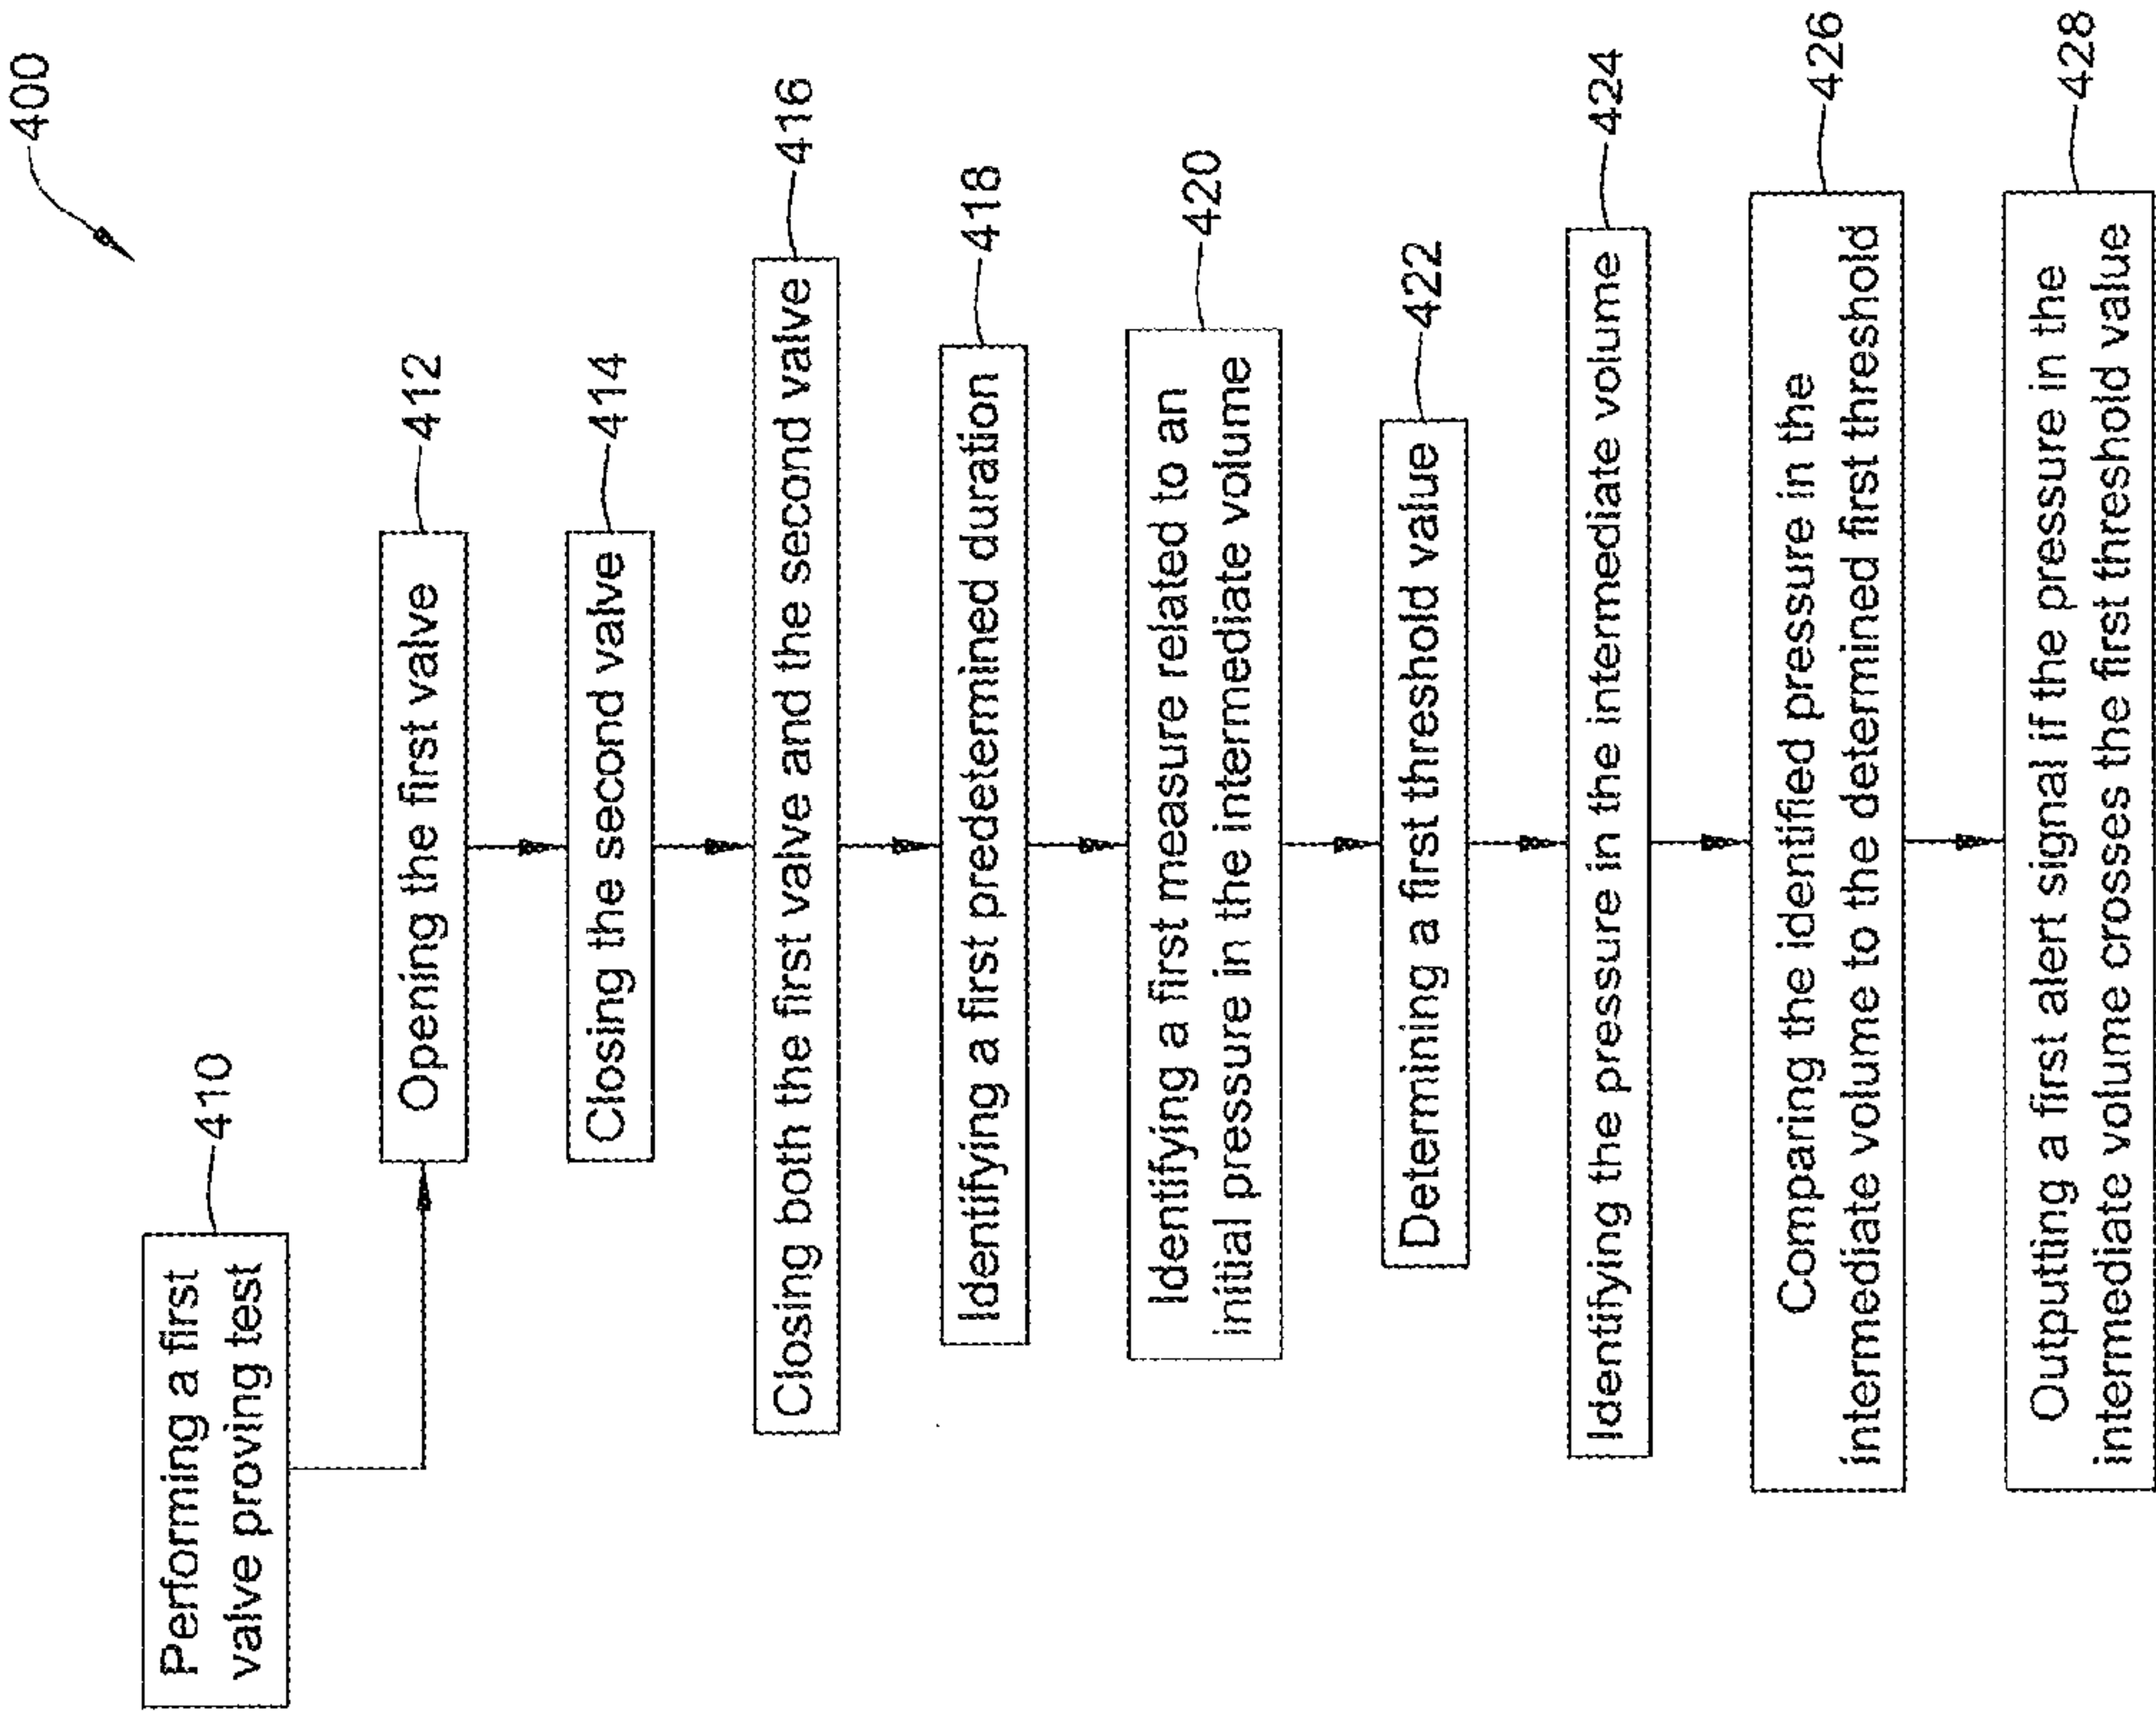 400
Performing a first
valve proving test
410
Opening the first valve
412
Closing the second valve
414
Closing both the first valve and the second valve
416
Identifying a first predetermined duration
418
Identifying a first measure related to an
initial pressure in the intermediate volume
420
Determining a first threshold value
422
Identifying the pressure in the intermediate volume
424
Comparing the identified pressure in the
intermediate volume to the determined first threshold
426
Outputting a first alert signal if the pressure in the
intermediate volume crosses the first threshold value
428